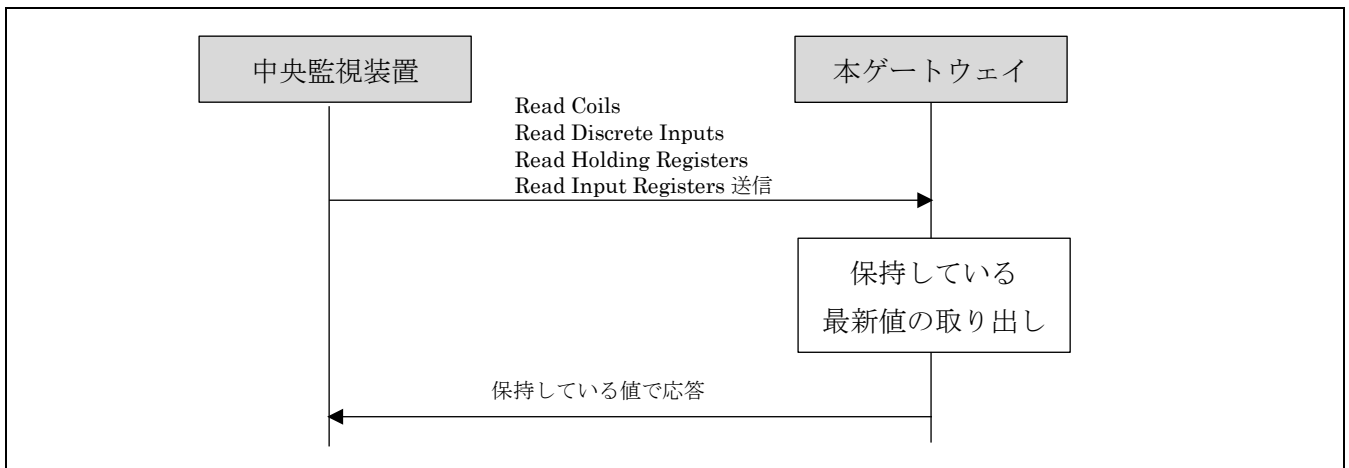 中央監視装置
本ゲートウェイ
Read Coils
Read Discrete Inputs
Read Holding Registers
Read Input Registers 送信
保持している
最新値の取り出し
保持している値で応答